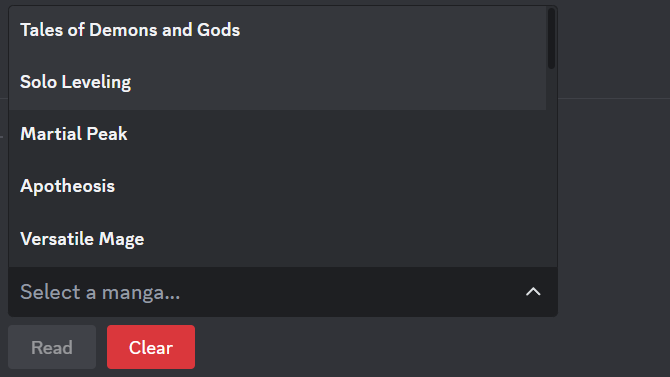 Tales of Demons and Gods
Solo Leveling
Martial Peak
Apotheosis
Versatile Mage
Select a manga...
Read
Clear